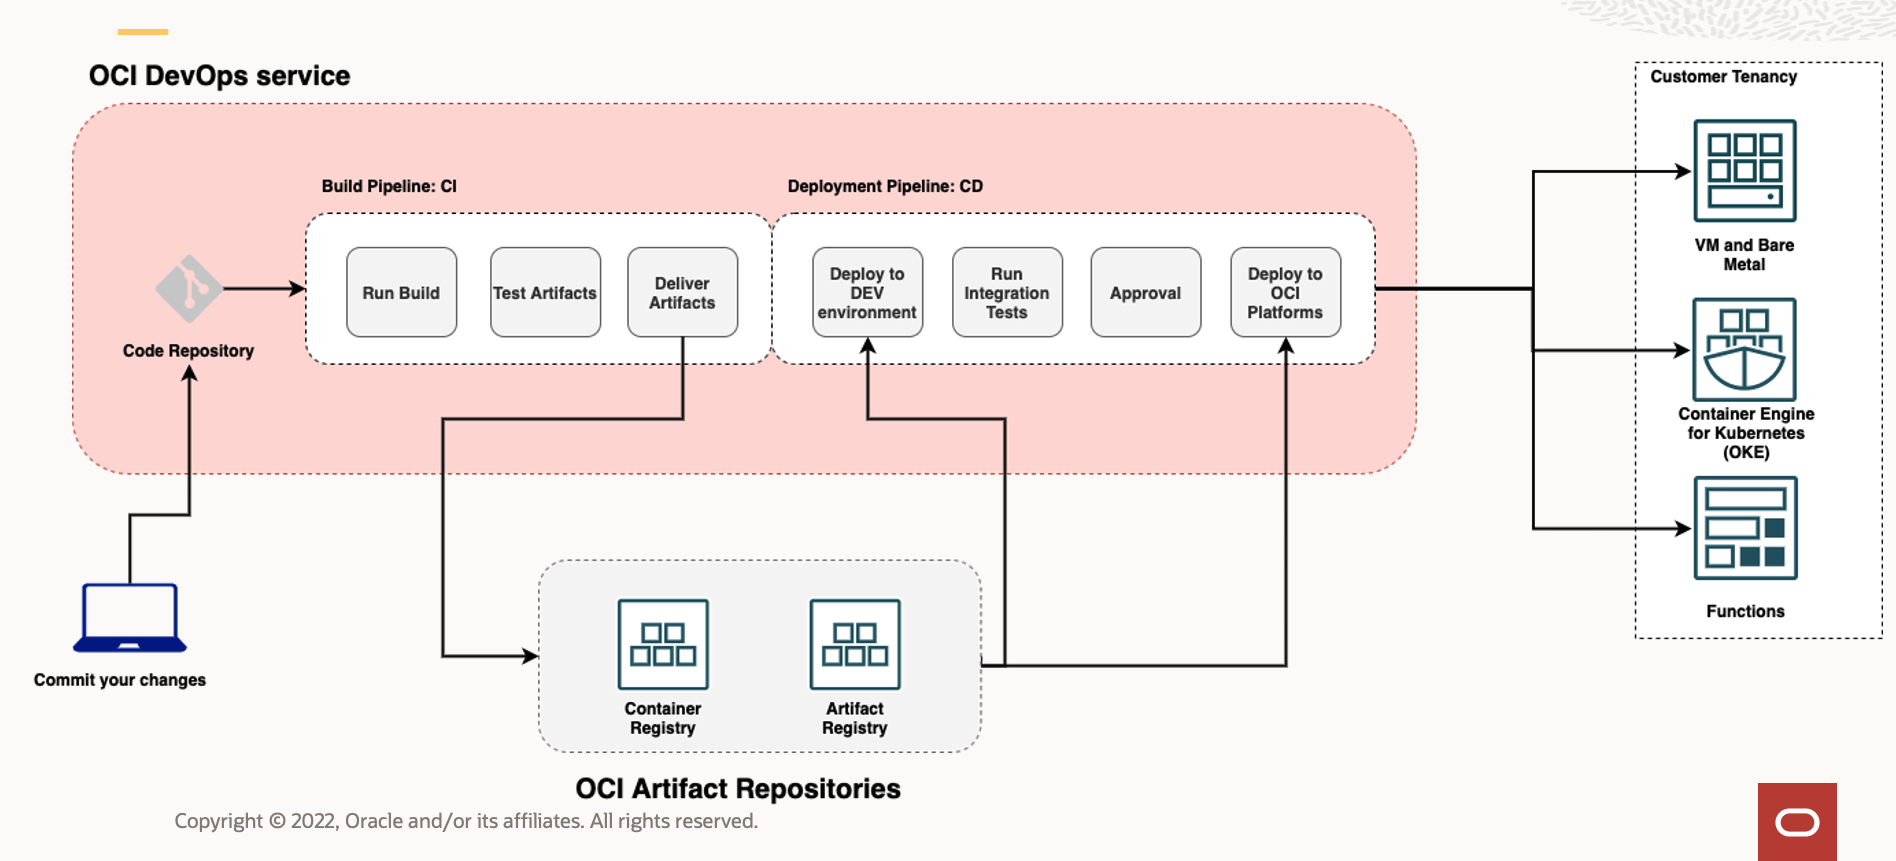 OCI DevOps service
Customer Tenancy
Build Pipeline: CI
Deployment Pipeline: CD
Run Build
Test Artifacts
Deliver
Artifacts
Deploy to
DEV
environment
Run
Integration
Tests
Approval
Deploy to
OCI
Platforms
Code Repository
VM and Bare
Metal
Container Engine
for Kubernetes
(OKE)
Functions
Commit your changes
Container
Registry
Artifact
Registry
OCI Artifact Repositories
Copyright © 2022, Oracle and/or its affiliates. All rights reserved.